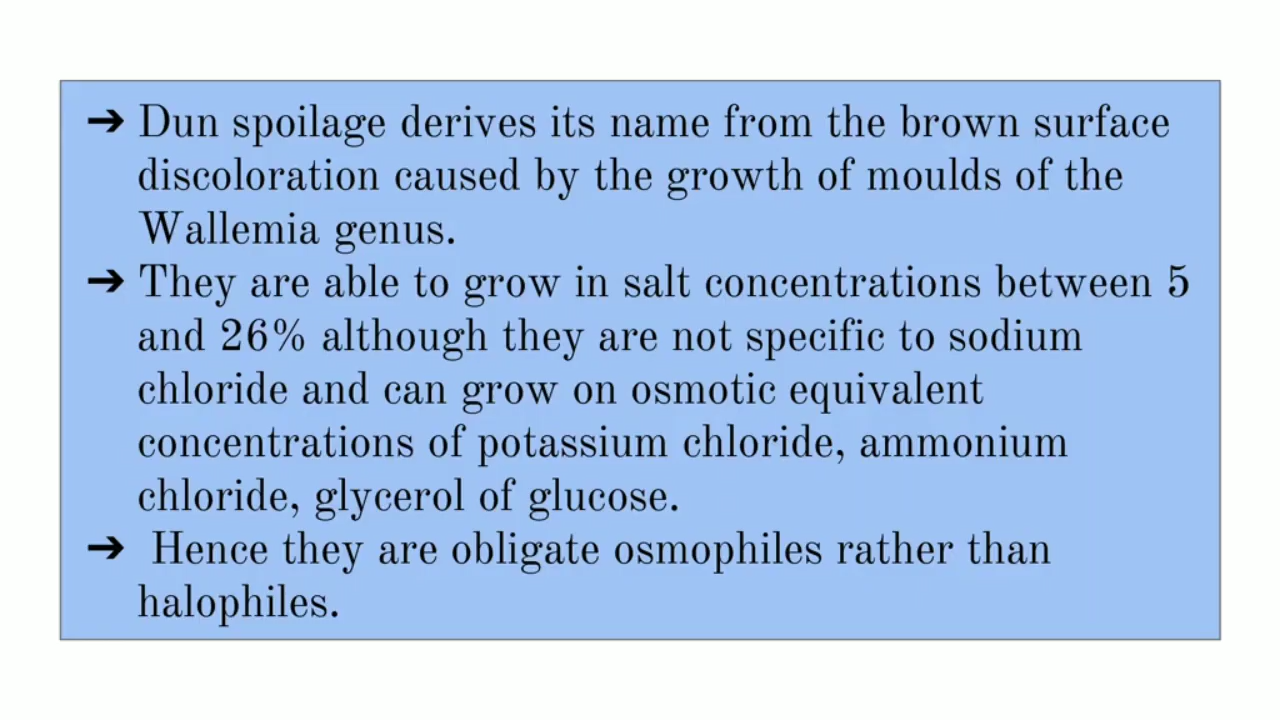 ➔ Dun spoilage derives its name from the brown surface
discoloration caused by the growth of moulds of the
Wallemia genus.
➔ They are able to grow in salt concentrations between 5
and 26% although they are not specific to sodium
chloride and can grow on osmotic equivalent
concentrations of potassium chloride, ammonium
chloride, glycerol of glucose.
➔ Hence they are obligate osmophiles rather than
halophiles.